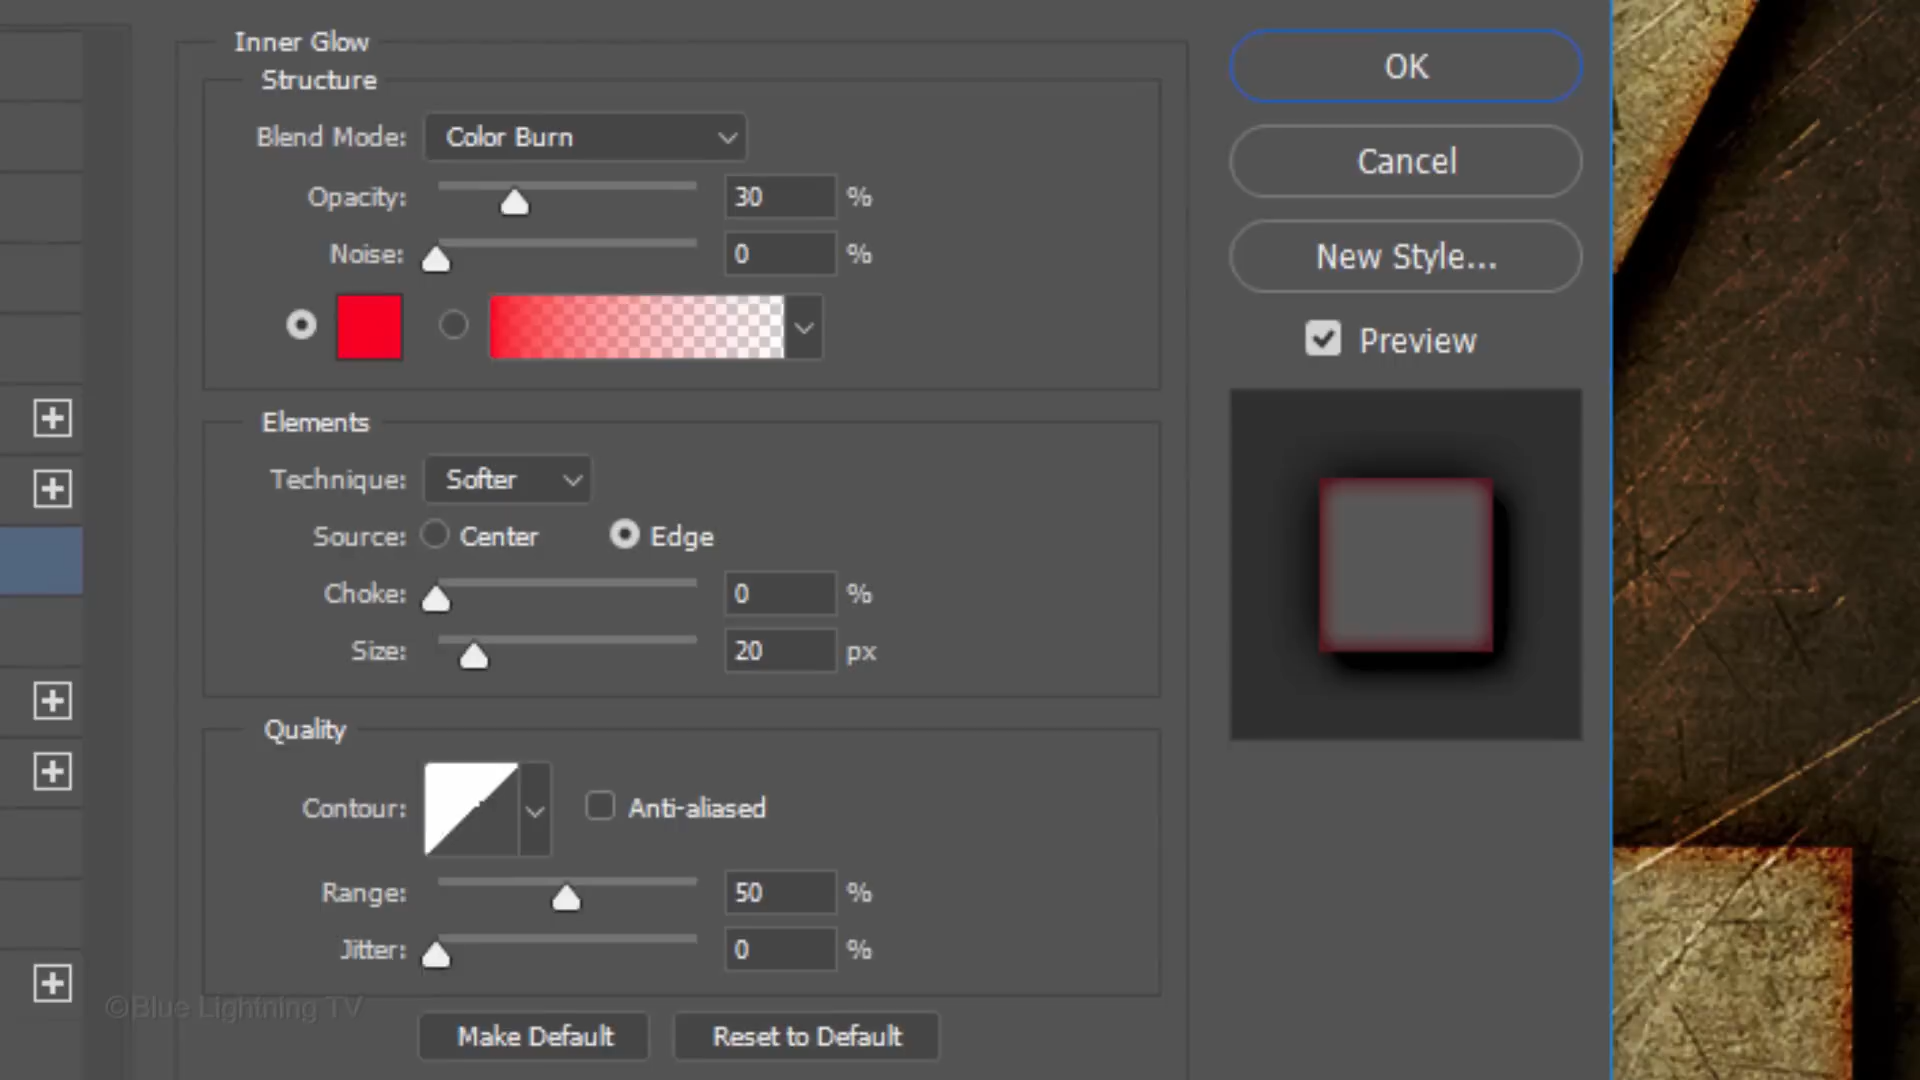 Inner Glow
Structure
Blend Mode: Color Burn
Opacity: 30 %
Noise: 0 %
Elements
Technique: Softer
Source: Center Edge
Choke: 0 %
Size: 20 px
Quality
Contour: Anti-aliased
Range: 50 %
Jitter: 0 %
Make Default Reset to Default
OK
Cancel
New Style...
Preview
©Blue Lightning TV